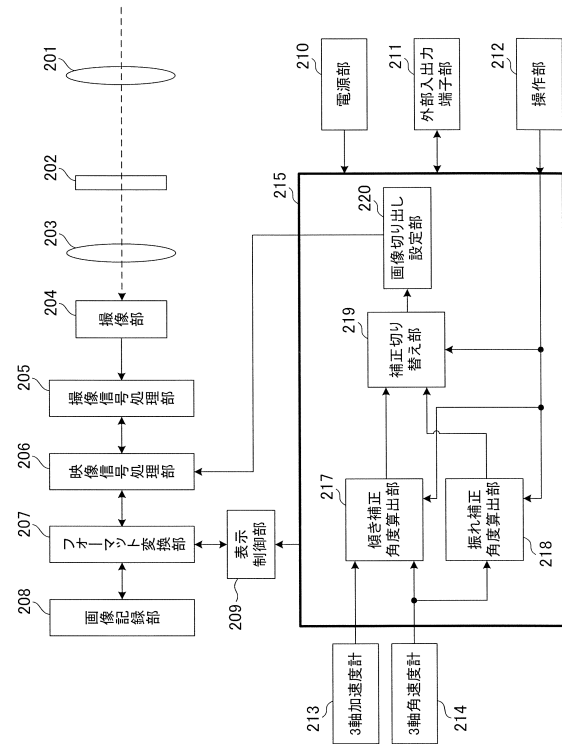 201
202
203
204
撮像部
205
撮像信号処理部
206
映像信号処理部
207
フォーマット変換部
208
画像記録部
表示
制御部
209
210
電源部
211
外部入出力
端子部
212
操作部
215
220
画像切り出し
設定部
219
補正切り
替え部
217
傾き補正
角度算出部
振れ補正
角度算出部
218
213
3軸加速度計
3軸角速度計
214